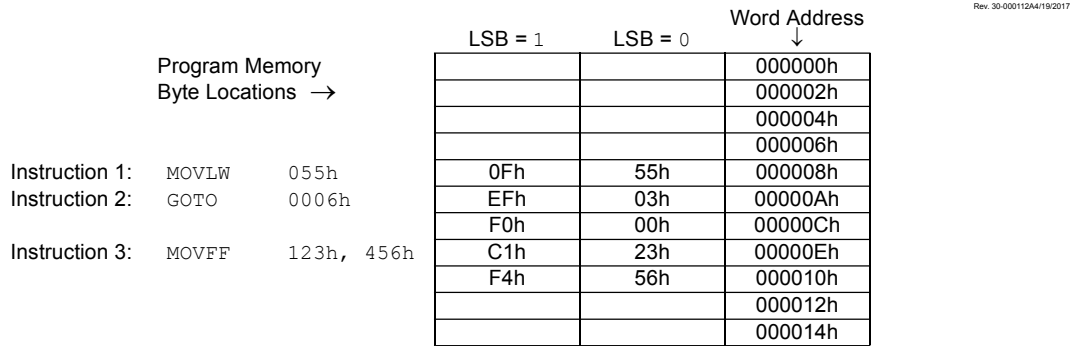 Rev. 30-000112A4/19/2017
Word Address
LSB = 1 LSB = 0 ↓
Program Memory 000000h
Byte Locations → 000002h
000004h
000006h
Instruction 1: MOVLW 055h 0Fh 55h 000008h
Instruction 2: GOTO 0006h EFh 03h 00000Ah
F0h 00h 00000Ch
Instruction 3: MOVFF 123h, 456h C1h 23h 00000Eh
F4h 56h 000010h
000012h
000014h